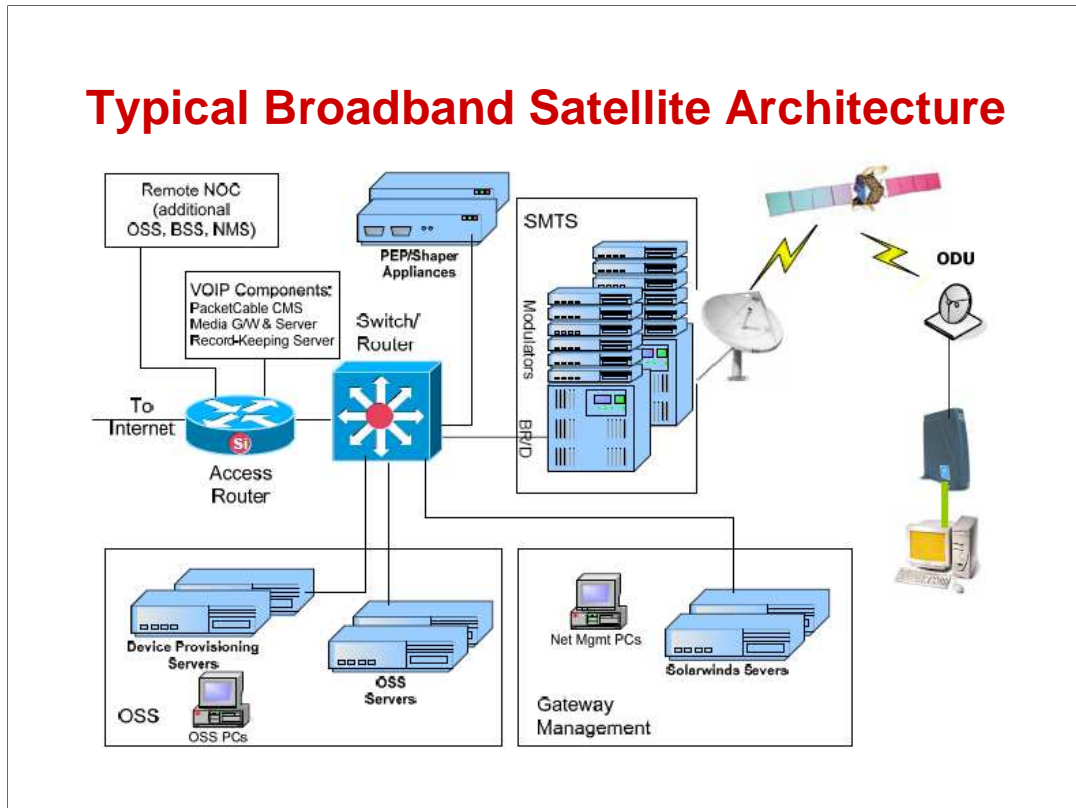 Typical Broadband Satellite Architecture
Remote NOC
(additional
OSS, BSS, NMS)
PEP/Shaper
Appliances
SMTS
Modulators
BR/D
ODU
VOIP Components:
PacketCable CMS
Media G/W & Server
Record-Keeping Server
Switch/
Router
To
Internet
Si
Access
Router
Device Provisioning
Servers
OSS
Servers
OSS
OSS PCs
Net Mgmt PCs
Solarwinds Severs
Gateway
Management